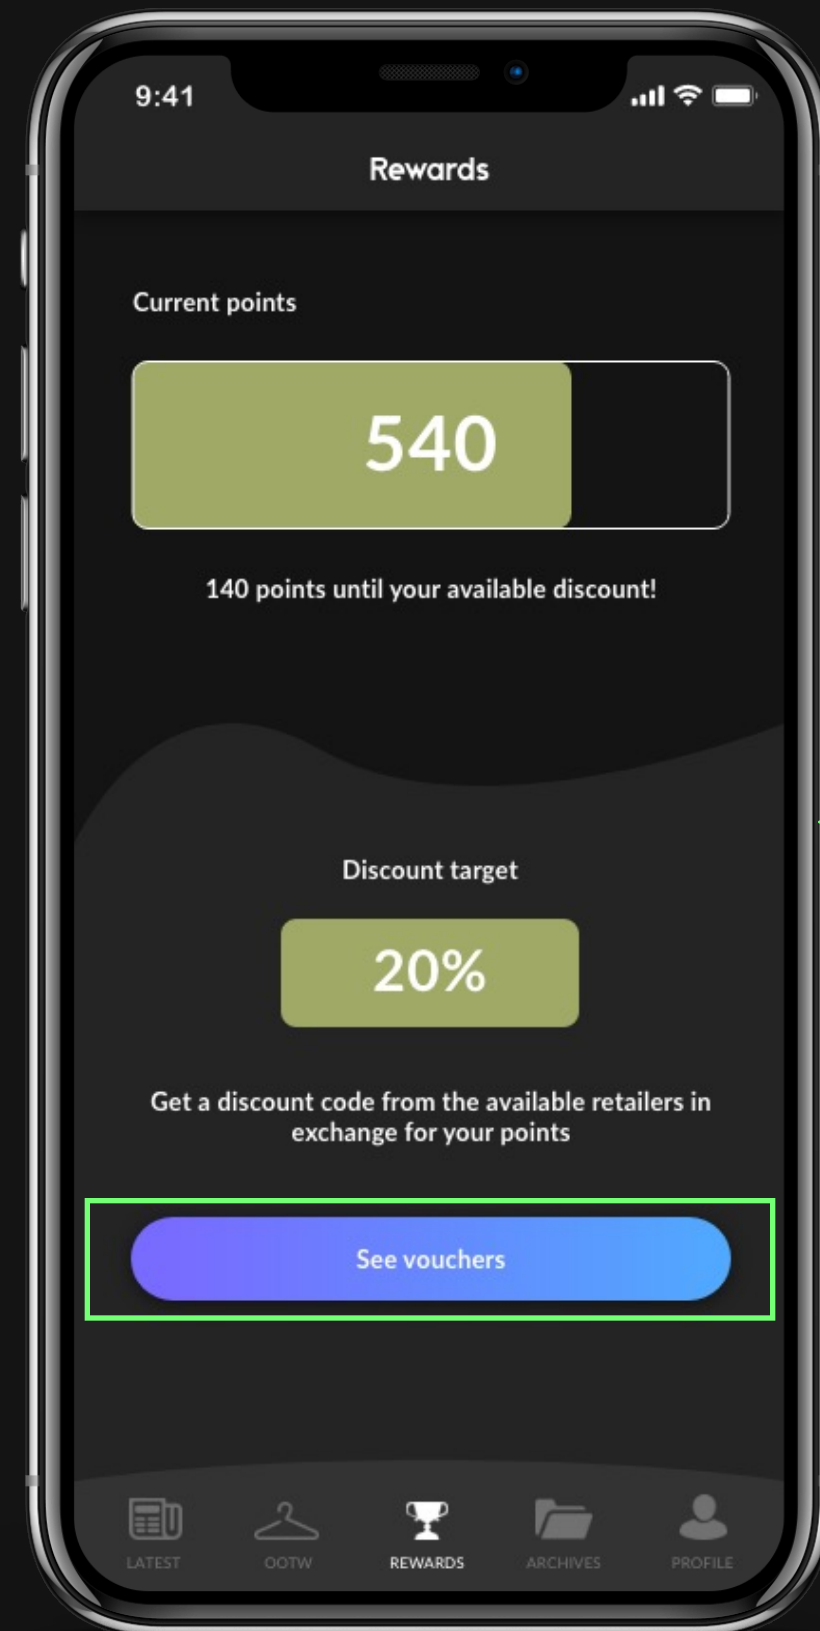 9:41
Rewards
Current points
540
140 points until your available discount!
Discount target
20%
Get a discount code from the available retailers in
exchange for your points
See vouchers
LATEST
OOTW
REWARDS
ARCHIVES
PROFILE